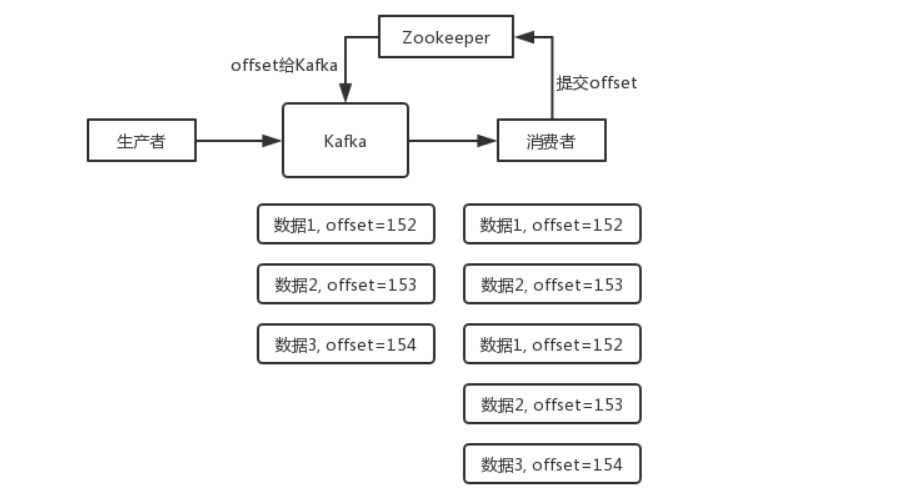 Zookeeper
offset给Kafka
提交offset
生产者
Kafka
消费者
数据1, offset=152
数据1, offset=152
数据2, offset=153
数据2, offset=153
数据3, offset=154
数据1, offset=152
数据2, offset=153
数据3, offset=154